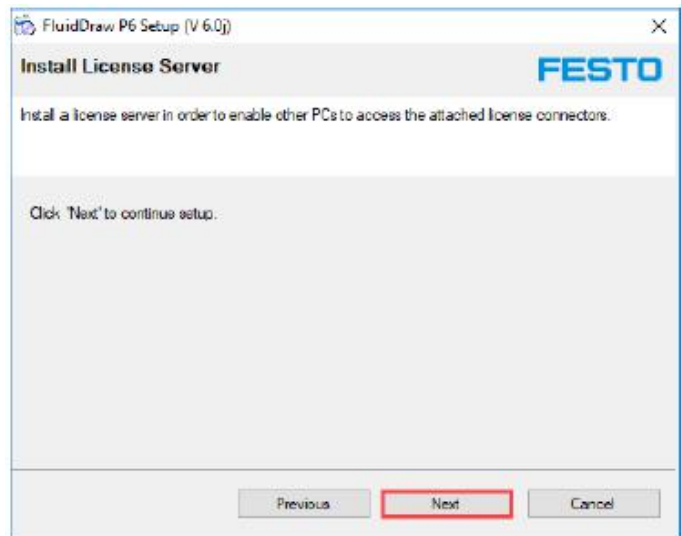 FluidDraw P6 Setup (V 6.0j)
Install License Server
FESTO
Install a license server in order to enable other PCs to access the attached license connectors.
Click "Next" to continue setup.
Previous
Next
Cancel